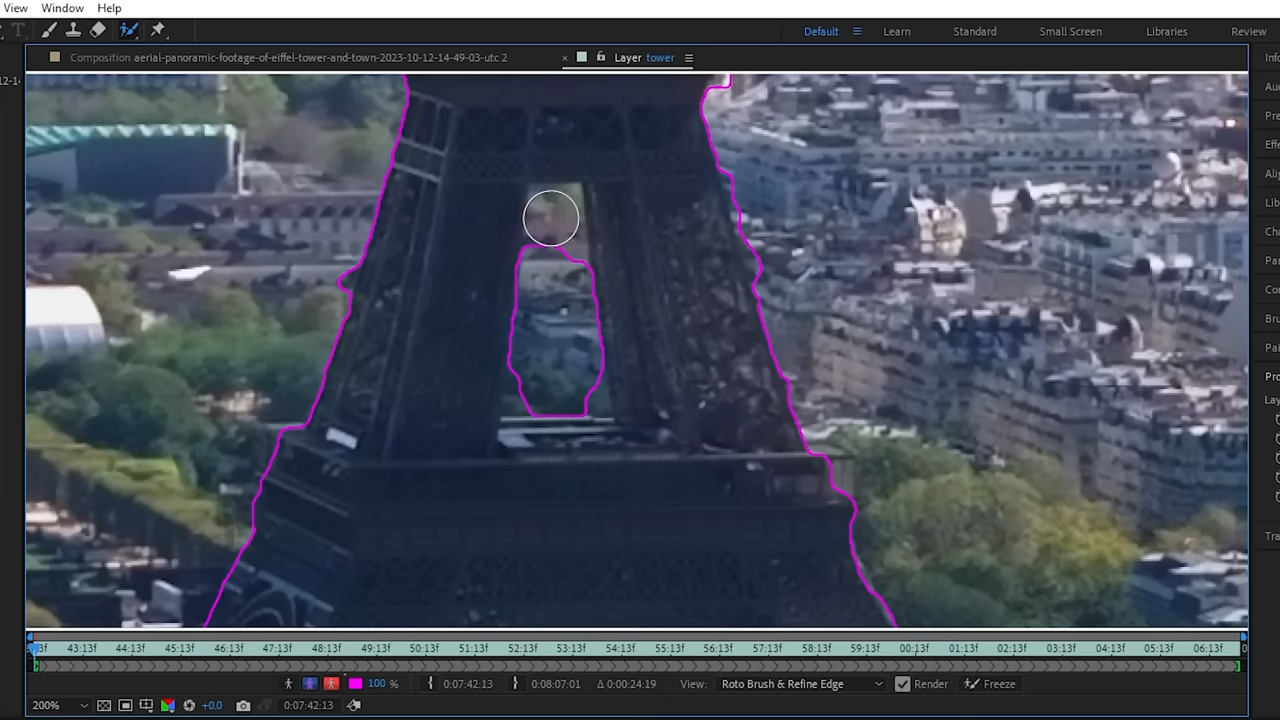 View Window Help
Default Learn Standard Small Screen Libraries Review
Composition aerial-panoramic-footage-of-eiffel-tower-and-town-2023-10-12-14-49-03-utc 2 × Layer tower
43:13f 44:13f 45:13f 46:13f 47:13f 48:13f 49:13f 50:13f 51:13f 52:13f 53:13f 54:13f 55:13f 56:13f 57:13f 58:13f 59:13f 00:13f 01:13f 02:13f 03:13f 04:13f 05:13f 06:13f
100 % 0:07:42:13 0:08:07:01 Δ 0:00:24:19 View: Roto Brush & Refine Edge Render Freeze
200% +0.0 0:07:42:13